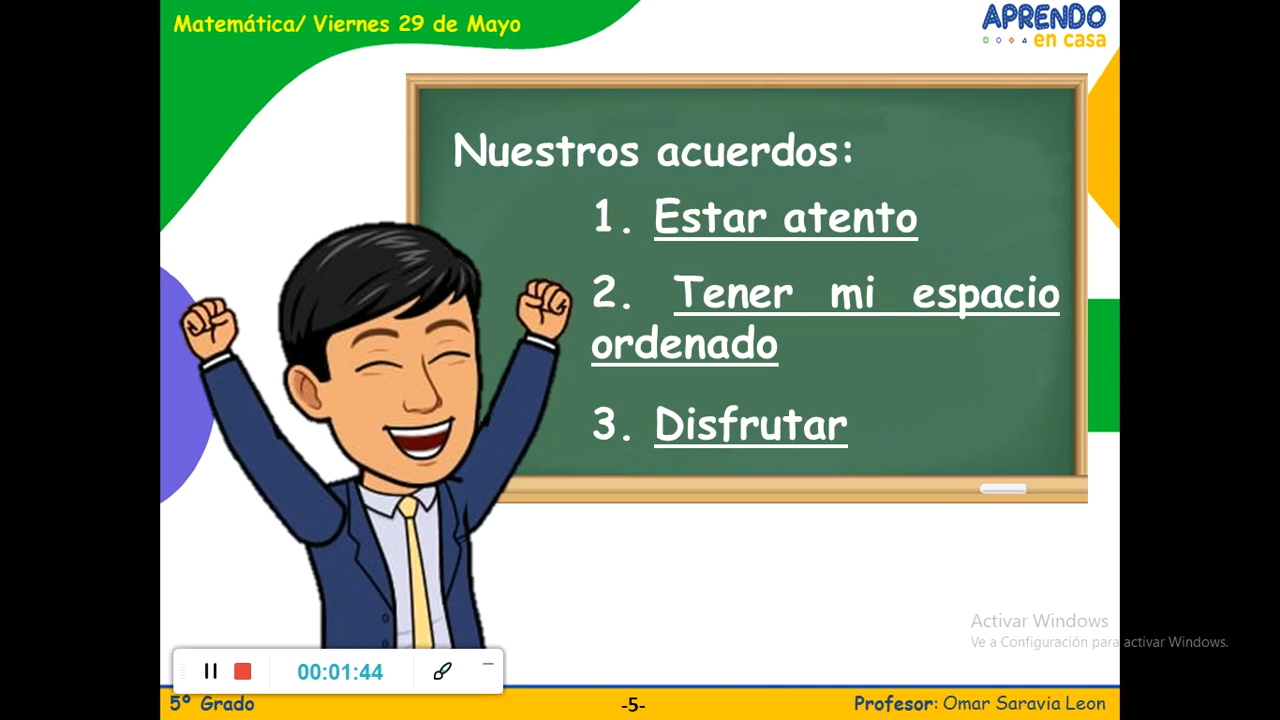 Matemática/ Viernes 29 de Mayo
APRENDO
en casa
Nuestros acuerdos:
1. Estar atento
2. Tener mi espacio
ordenado
3. Disfrutar
Activar Windows
Ve a Configuración para activar Windows.
00:01:44
5º Grado
-5-
Profesor: Omar Saravia Leon